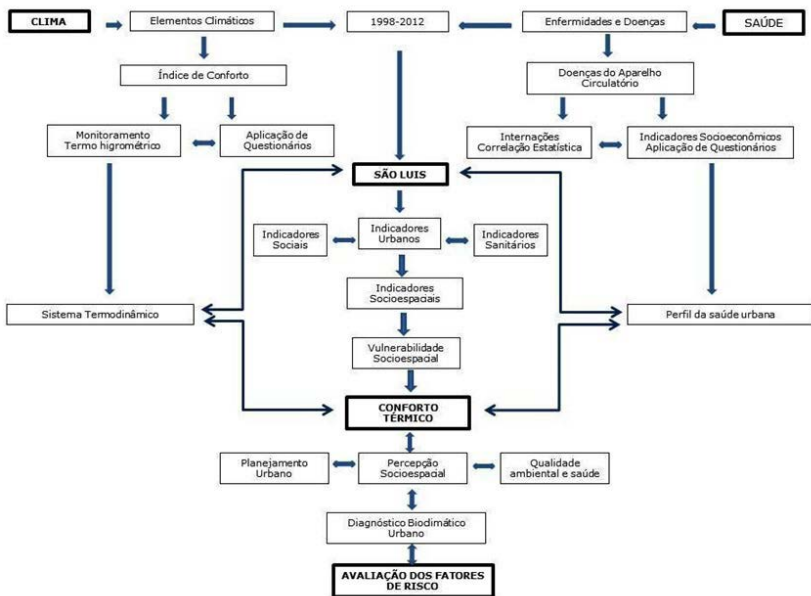 CLIMA
Elementos Climáticos
1998-2012
Enfermidades e Doenças
SAÚDE
Índice de Conforto
Doenças do Aparelho
Circulatório
Monitoramento
Termo higrométrico
Aplicação de
Questionários
Internações
Correlação Estatística
Indicadores Socioeconômicos
Aplicação de Questionários
SÃO LUIS
Indicadores
Sociais
Indicadores
Urbanos
Indicadores
Sanitários
Indicadores
Socioespaciais
Sistema Termodinâmico
Perfil da saúde urbana
Vulnerabilidade
Socioespacial
CONFORTO
TÉRMICO
Planejamento
Urbano
Percepção
Socioespacial
Qualidade
ambiental e saúde
Diagnóstico Biodimático
Urbano
AVALIAÇÃO DOS FATORES
DE RISCO